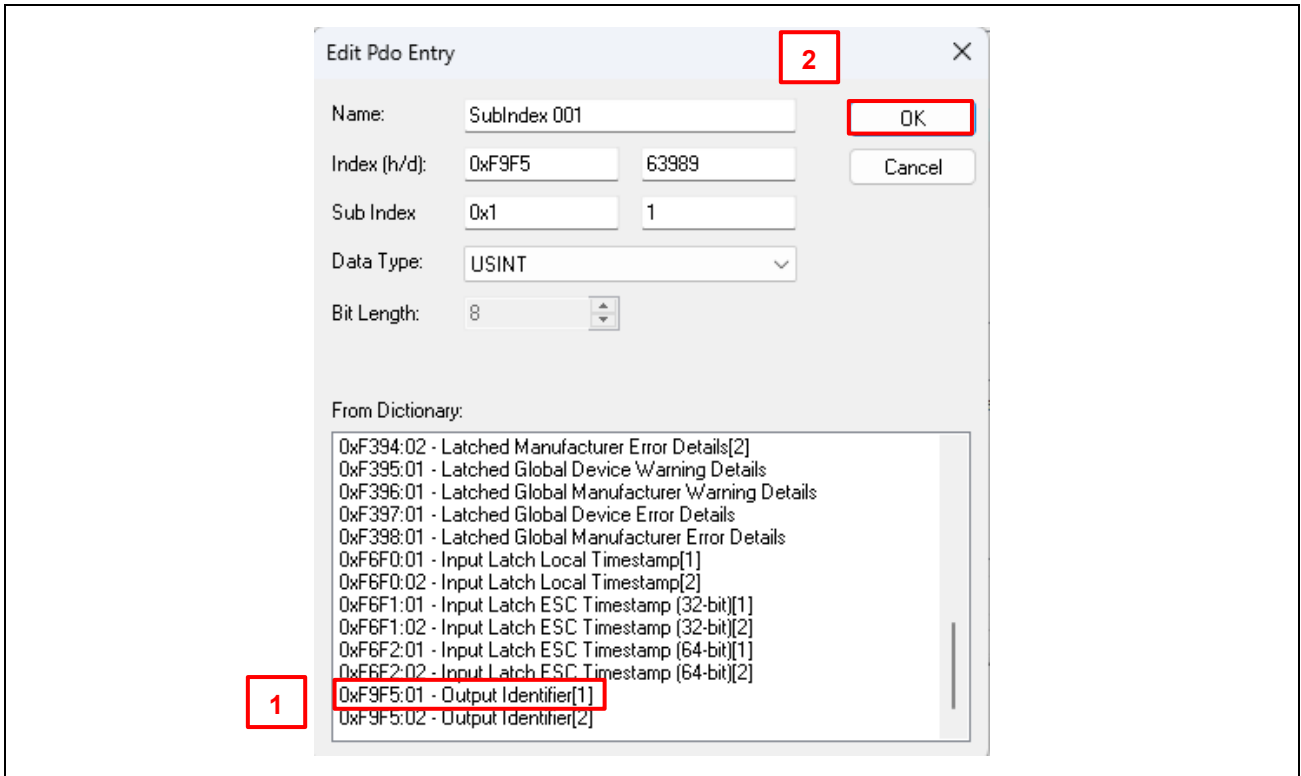 Edit Pdo Entry
2
Name: SubIndex 001 OK
Index (h/d): 0xF9F5 63989 Cancel
Sub Index 0x1 1
Data Type: USINT
Bit Length: 8
From Dictionary:
0xF394:02 - Latched Manufacturer Error Details[2]
0xF395:01 - Latched Global Device Warning Details
0xF396:01 - Latched Global Manufacturer Warning Details
0xF397:01 - Latched Global Device Error Details
0xF398:01 - Latched Global Manufacturer Error Details
0xF6F0:01 - Input Latch Local Timestamp[1]
0xF6F0:02 - Input Latch Local Timestamp[2]
0xF6F1:01 - Input Latch ESC Timestamp (32-bit)[1]
0xF6F1:02 - Input Latch ESC Timestamp (32-bit)[2]
0xF6F2:01 - Input Latch ESC Timestamp (64-bit)[1]
0xF6F2:02 - Input Latch ESC Timestamp (64-bit)[2]
1 0xF9F5:01 - Output Identifier[1]
0xF9F5:02 - Output Identifier[2]